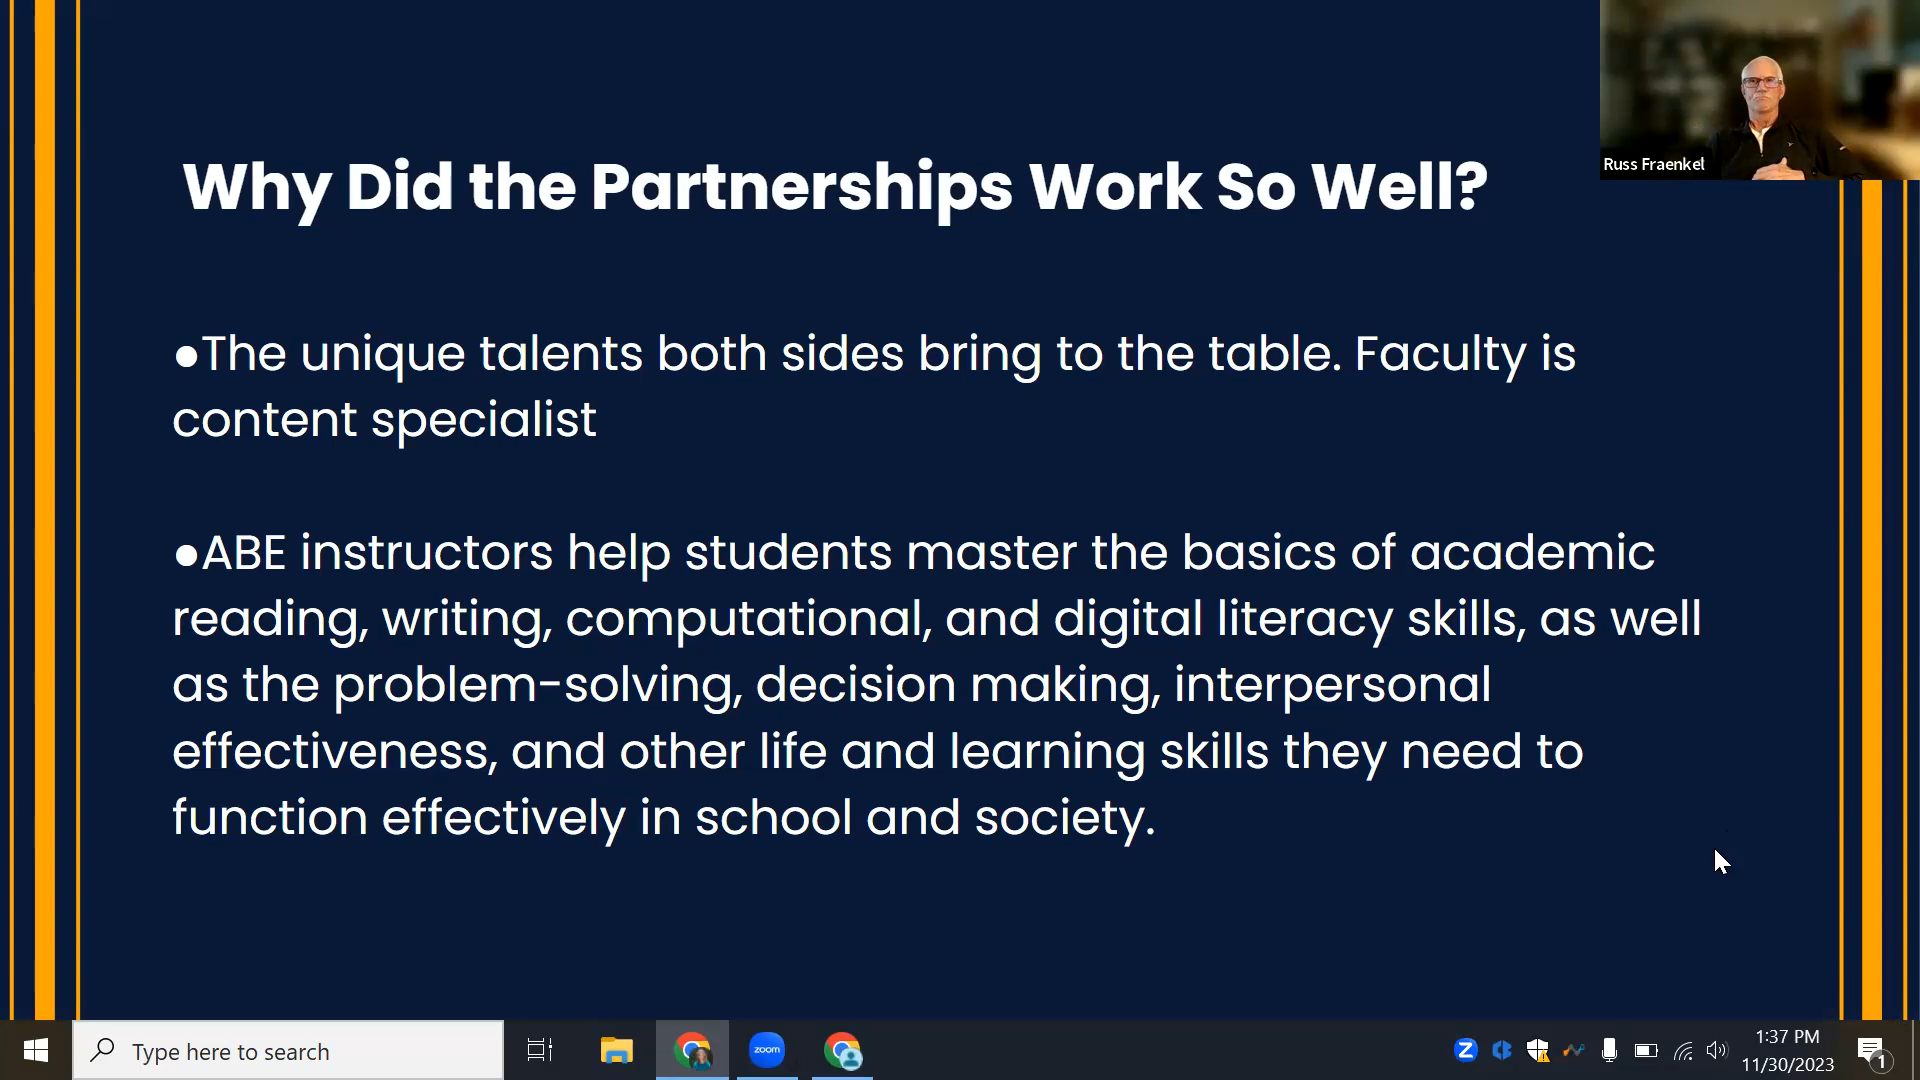 Russ Fraenkel
Why Did the Partnerships Work So Well?
●The unique talents both sides bring to the table. Faculty is
content specialist
●ABE instructors help students master the basics of academic
reading, writing, computational, and digital literacy skills, as well
as the problem-solving, decision making, interpersonal
effectiveness, and other life and learning skills they need to
function effectively in school and society.
Type here to search
zoom
Z
1:37 PM
11/30/2023
1